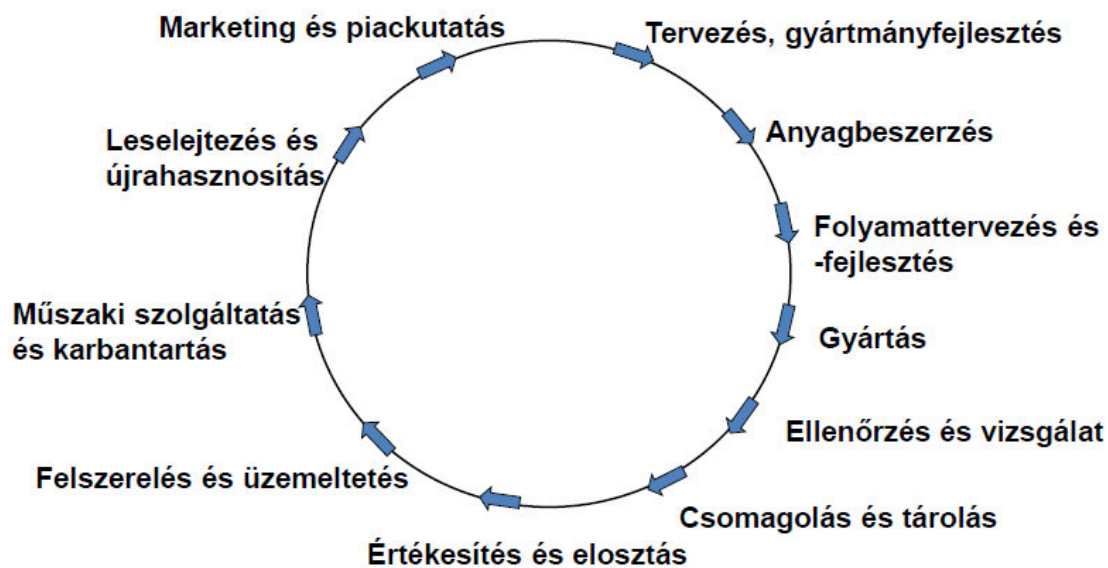 Marketing és piackutatás
Tervezés, gyártmányfejlesztés
Anyagbeszerzés
Folyamattervezés és
-fejlesztés
Gyártás
Ellenőrzés és vizsgálat
Csomagolás és tárolás
Értékesítés és elosztás
Felszerelés és üzemeltetés
Műszaki szolgáltatás
és karbantartás
Leselejtezés és
újrahasznosítás